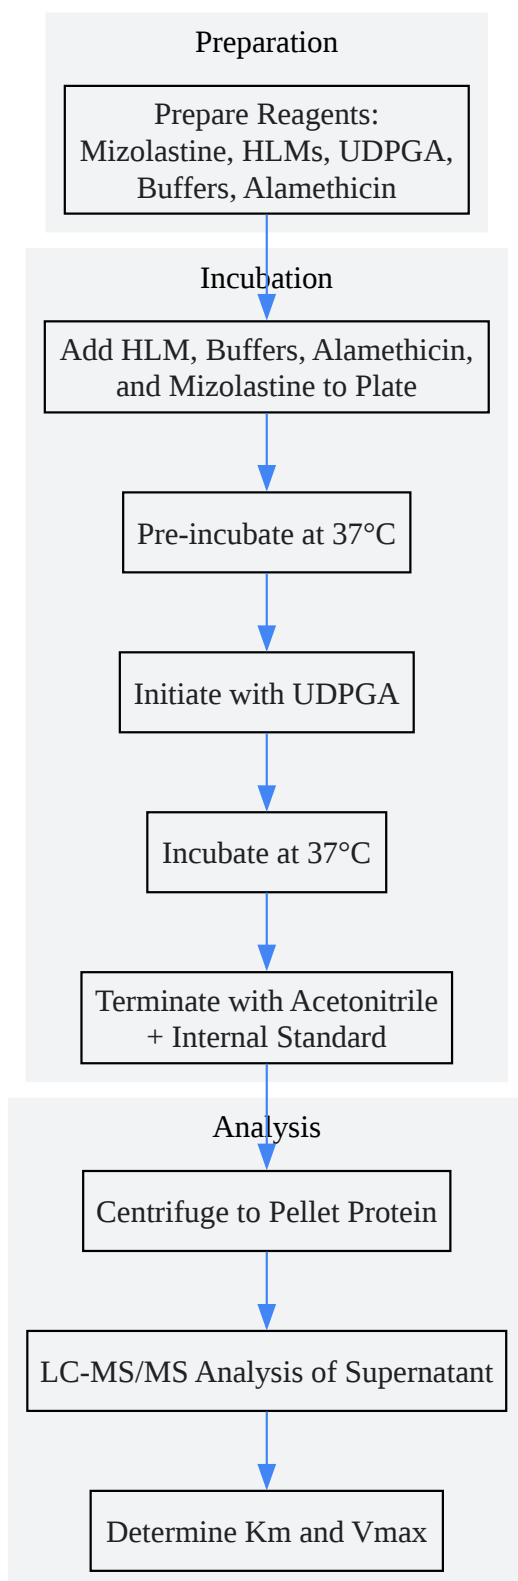 Preparation
Prepare Reagents:
Mizolastine, HLMs, UDPGA,
Buffers, Alamethicin
Incubation
Add HLM, Buffers, Alamethicin,
and Mizolastine to Plate
Pre-incubate at 37°C
Initiate with UDPGA
Incubate at 37°C
Terminate with Acetonitrile
+ Internal Standard
Analysis
Centrifuge to Pellet Protein
LC-MS/MS Analysis of Supernatant
Determine Km and Vmax